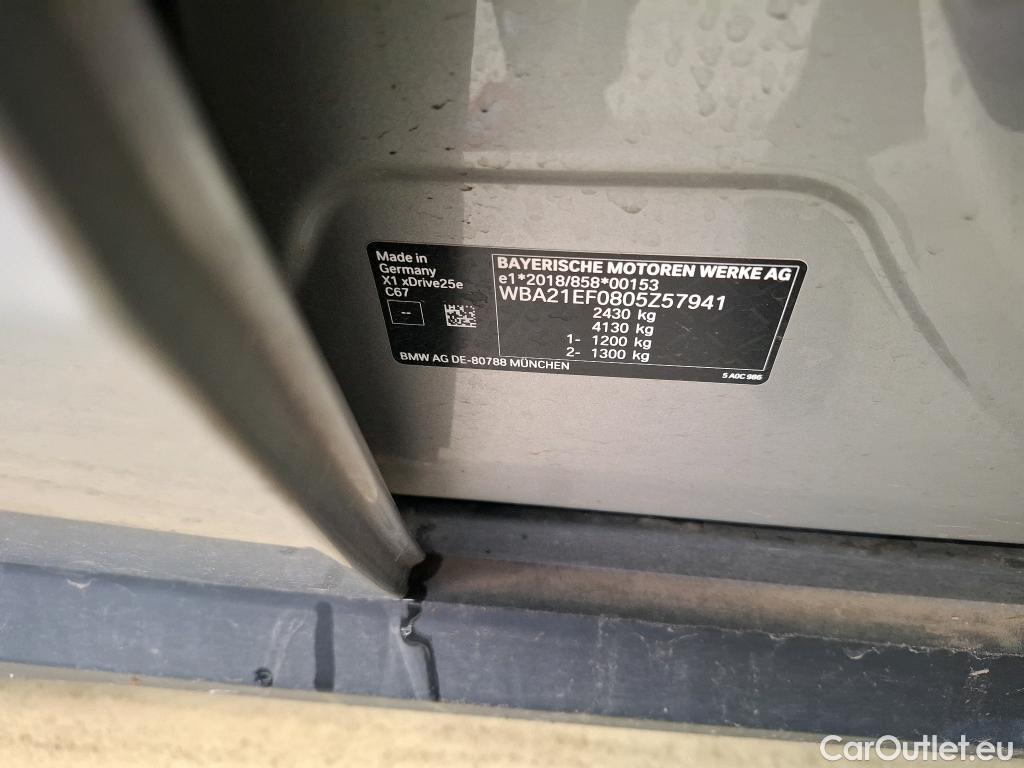 Made in
Germany
X1 xDrive25e
C67
--
BAYERISCHE MOTOREN WERKE AG
e1*2018/858*00153
WBA21EF0805Z57941
2430 kg
4130 kg
1- 1200 kg
2- 1300 kg
BMW AG DE-80788 MÜNCHEN
5 A0C 986
CarOutlet.eu